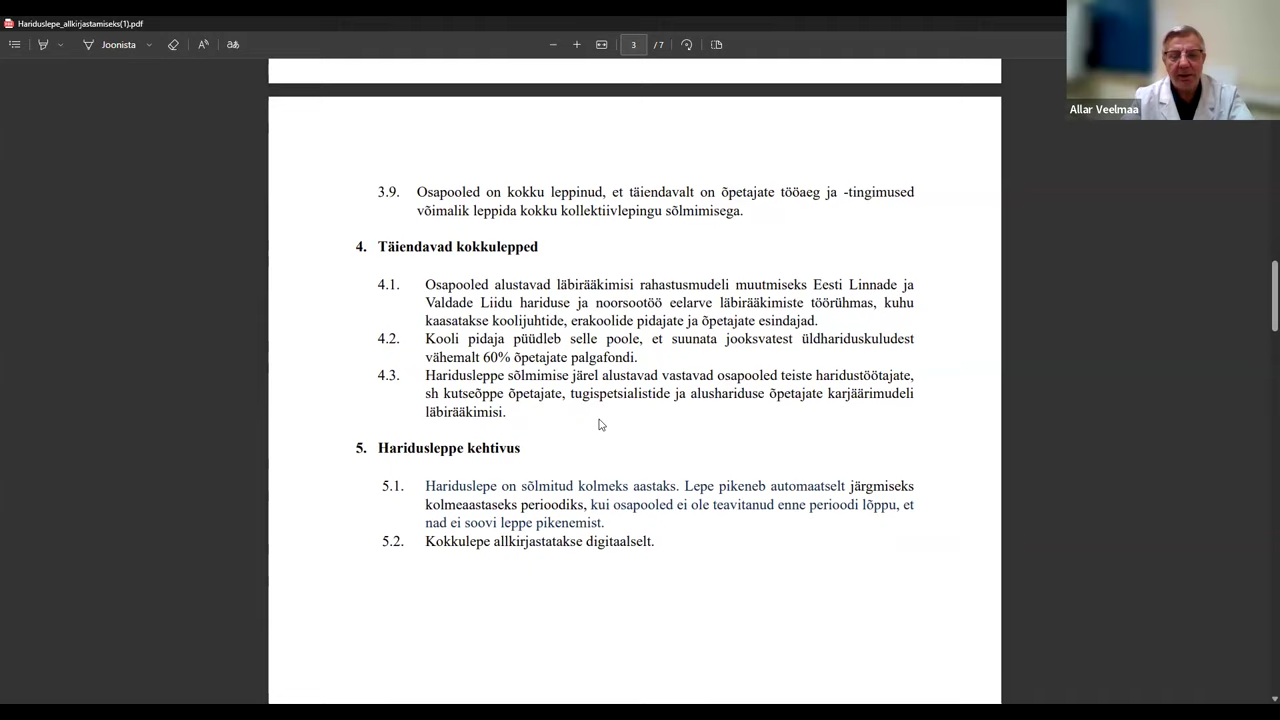 Hariduslepe_allkirjastamiseks(1).pdf
Joonista
3 / 7
Allar Veelmaa
3.9. Osapooled on kokku leppinud, et täiendavalt on õpetajate tööaeg ja -tingimused
võimalik leppida kokku kollektiivlepingu sõlmimisega.
4. Täiendavad kokkulepped
4.1. Osapooled alustavad läbirääkimisi rahastusmudeli muutmiseks Eesti Linnade ja
Valdade Liidu hariduse ja noorsootöö eelarve läbirääkimiste töörühmas, kuhu
kaasatakse koolijuhtide, erakoolide pidajate ja õpetajate esindajad.
4.2. Kooli pidaja püüdleb selle poole, et suunata jooksvatest üldhariduskuludest
vähemalt 60% õpetajate palgafondi.
4.3. Haridusleppe sõlmimise järel alustavad vastavad osapooled teiste haridustöötajate,
sh kutseõppe õpetajate, tugispetsialistide ja alushariduse õpetajate karjäärimudeli
läbirääkimisi.
5. Haridusleppe kehtivus
5.1. Hariduslepe on sõlmitud kolmeks aastaks. Lepe pikeneb automaatselt järgmiseks
kolmeaastaseks perioodiks, kui osapooled ei ole teavitanud enne perioodi lõppu, et
nad ei soovi leppe pikenemist.
5.2. Kokkulepe allkirjastatakse digitaalselt.